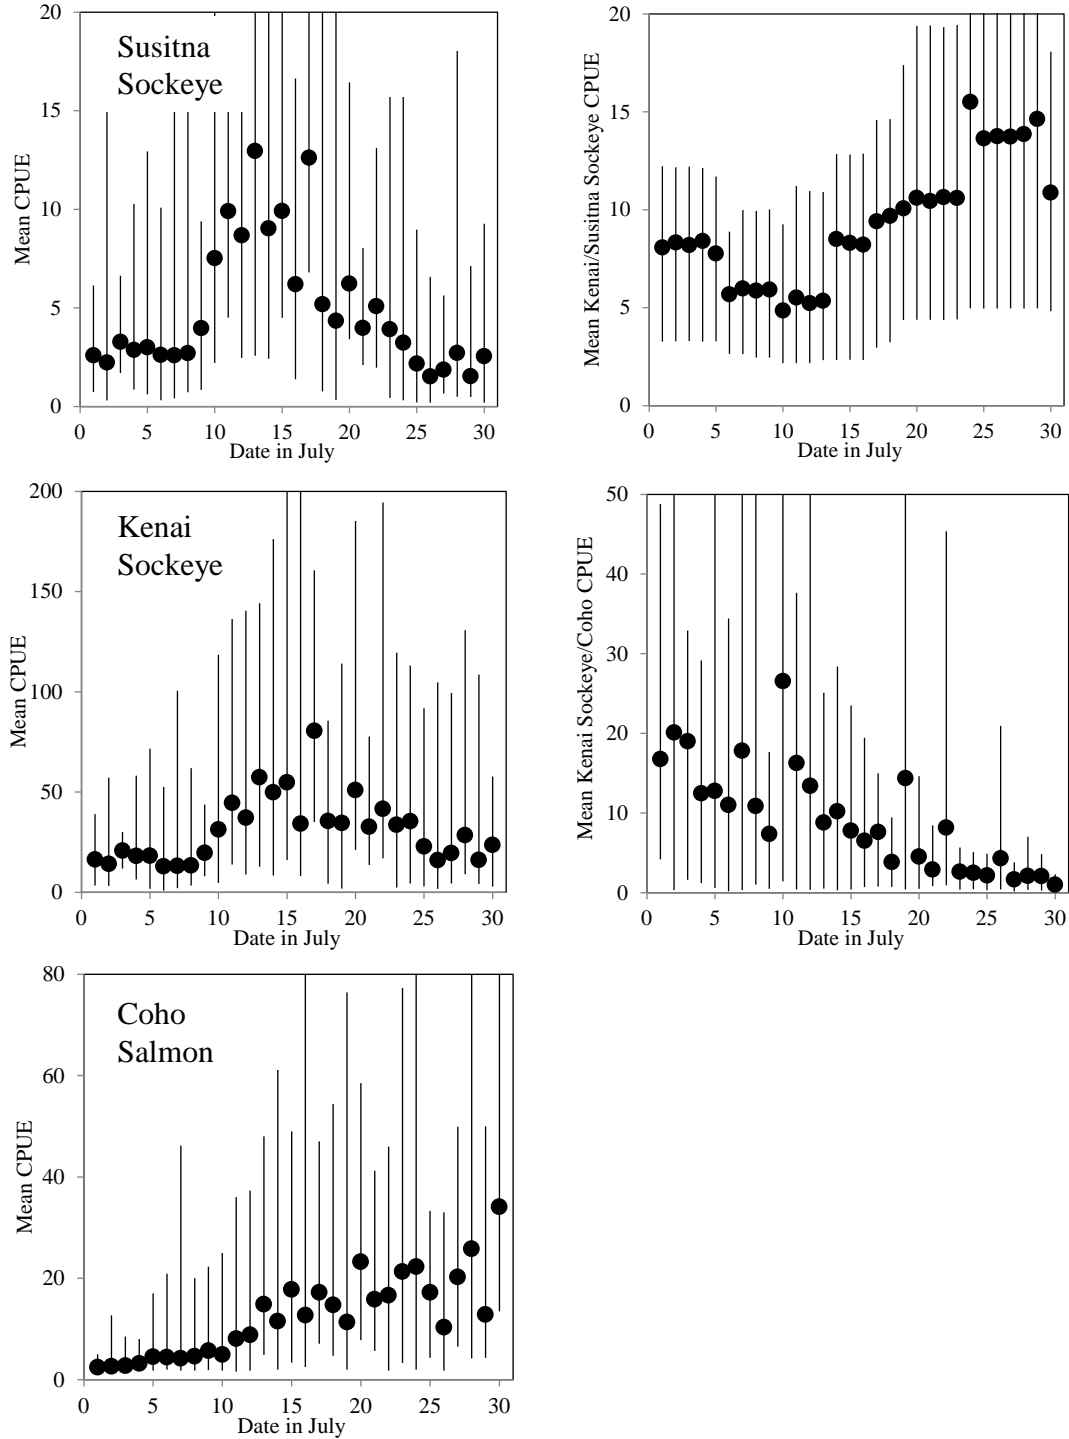 Susitna
Sockeye
Mean CPUE
20
15
10
5
0
0 5 10 15 20 25 30
Date in July
Mean Kenai/Susitna Sockeye CPUE
20
15
10
5
0
0 5 10 15 20 25 30
Date in July
Kenai
Sockeye
Mean CPUE
200
150
100
50
0
0 5 10 15 20 25 30
Date in July
Mean Kenai Sockeye/Coho CPUE
50
40
30
20
10
0
0 5 10 15 20 25 30
Date in July
Coho
Salmon
Mean CPUE
80
60
40
20
0
0 5 10 15 20 25 30
Date in July